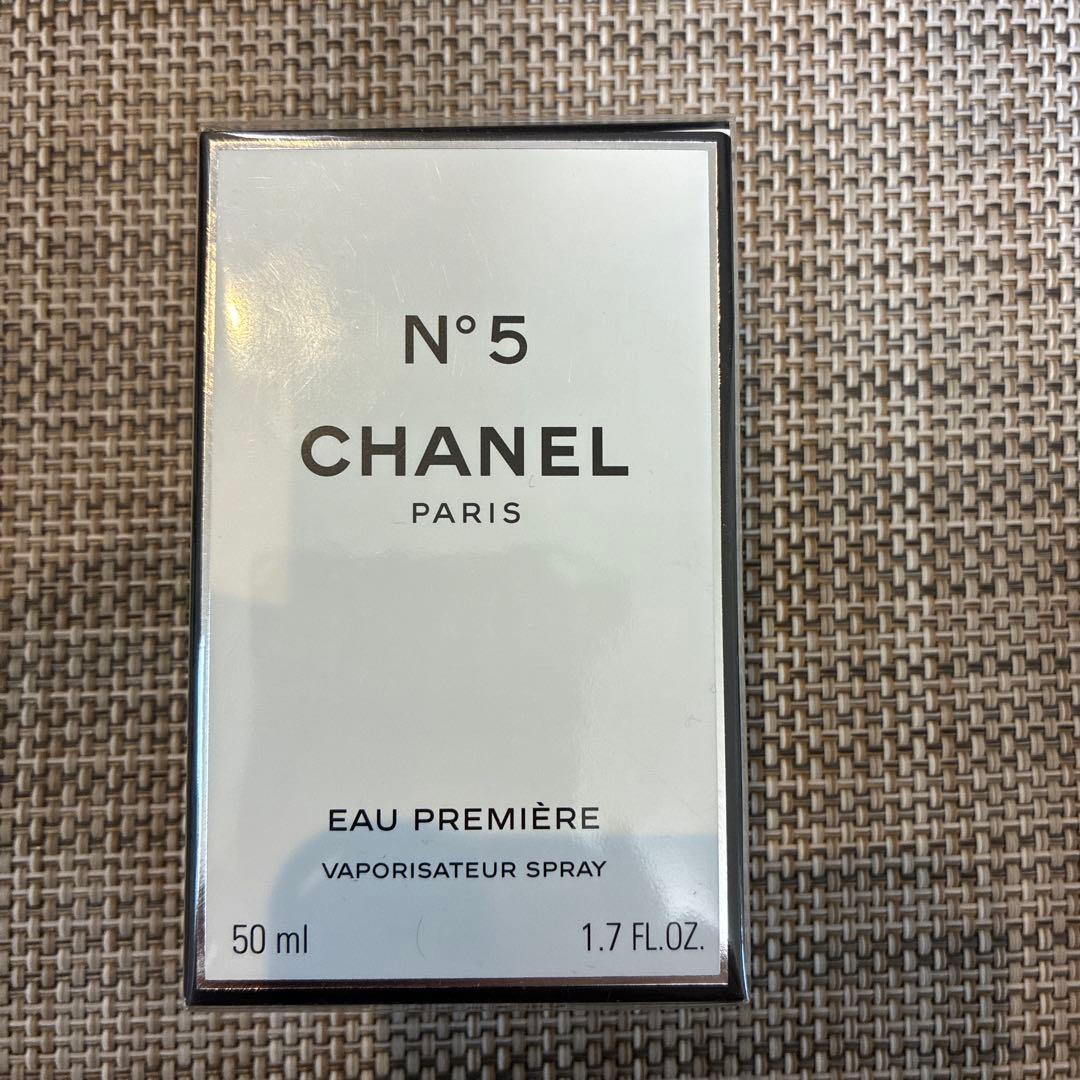 N°5
CHANEL
PARIS
EAU PREMIÈRE
VAPORISATEUR SPRAY
50 ml 1.7 FL.OZ.